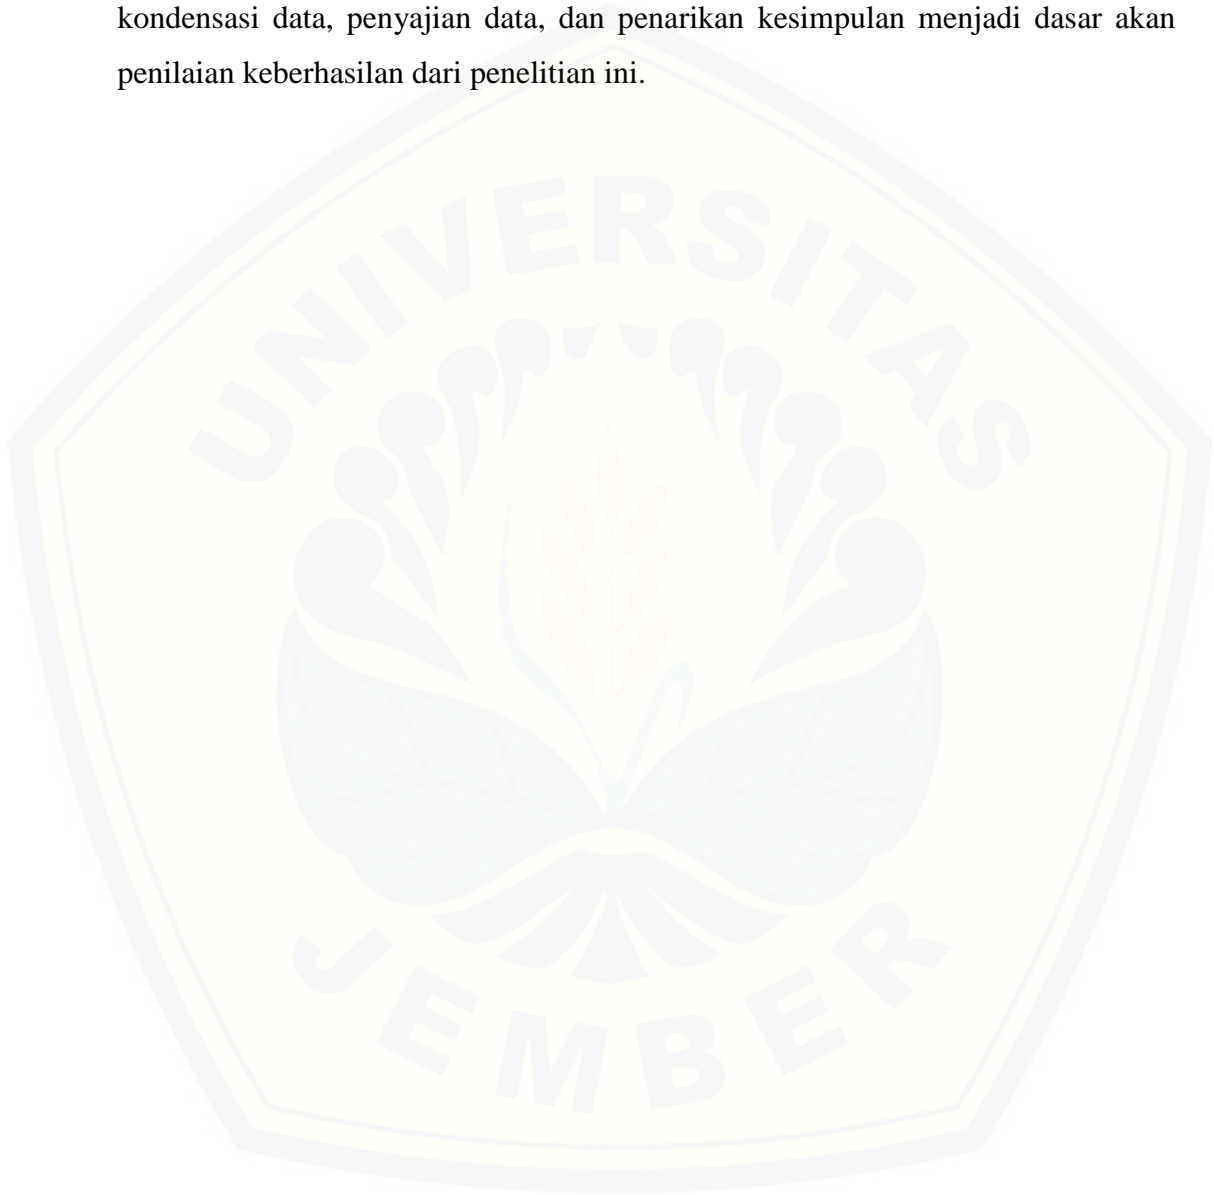 kondensasi data, penyajian data, dan penarikan kesimpulan menjadi dasar akan
penilaian keberhasilan dari penelitian ini.
UNIVERSITAS
JEMBER